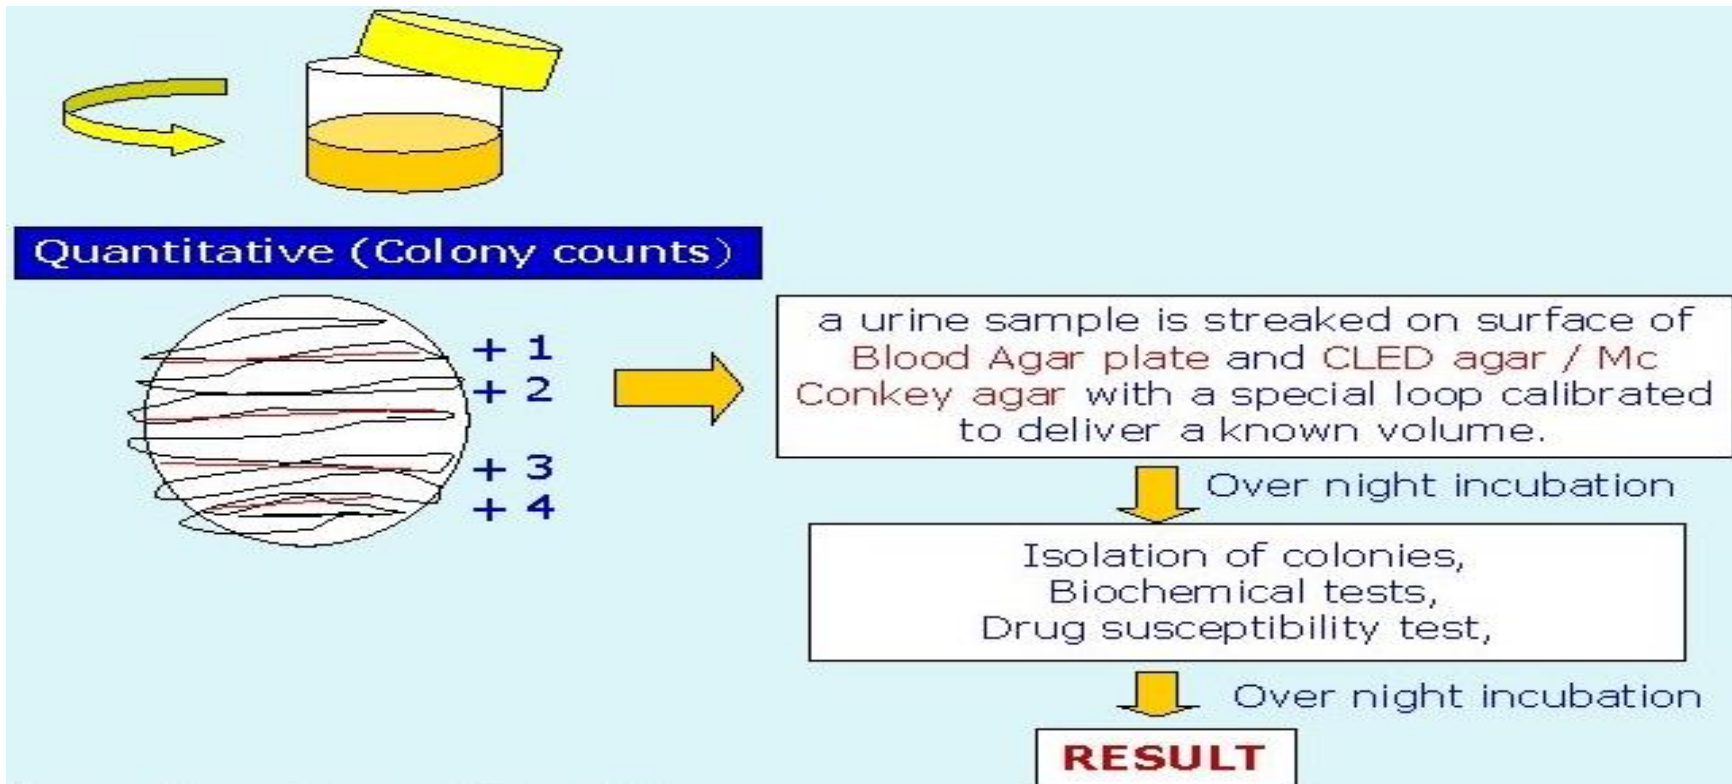 Quantitative (Colony counts)
+ 1
+ 2
+ 3
+ 4
a urine sample is streaked on surface of
Blood Agar plate and CLED agar / Mc
Conkey agar with a special loop calibrated
to deliver a known volume.
Over night incubation
Isolation of colonies,
Biochemical tests,
Drug susceptibility test,
Over night incubation
RESULT